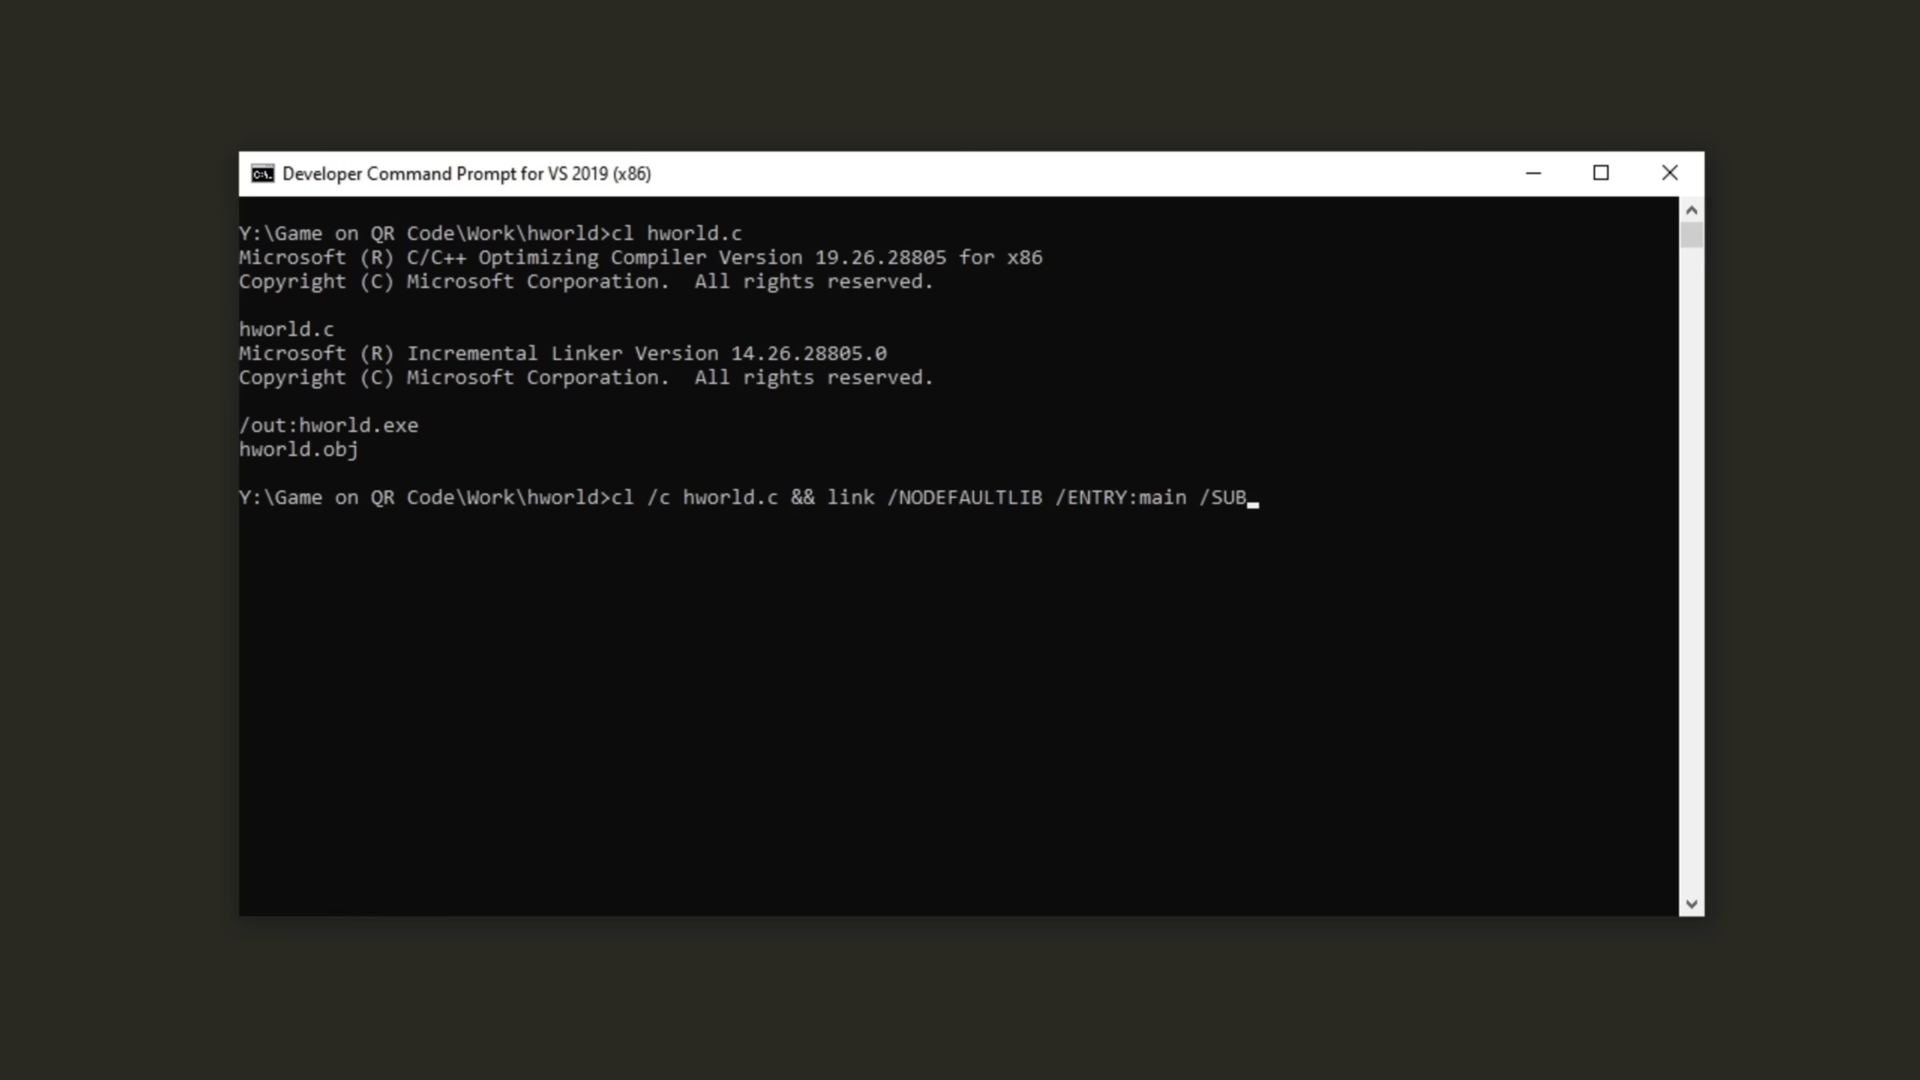 Developer Command Prompt for VS 2019 (x86)
Y:\Game on QR Code\Work\hworld>cl hworld.c
Microsoft (R) C/C++ Optimizing Compiler Version 19.26.28805 for x86
Copyright (C) Microsoft Corporation.  All rights reserved.
hworld.c
Microsoft (R) Incremental Linker Version 14.26.28805.0
Copyright (C) Microsoft Corporation.  All rights reserved.
/out:hworld.exe
hworld.obj
Y:\Game on QR Code\Work\hworld>cl /c hworld.c && link /NODEFAULTLIB /ENTRY:main /SUB